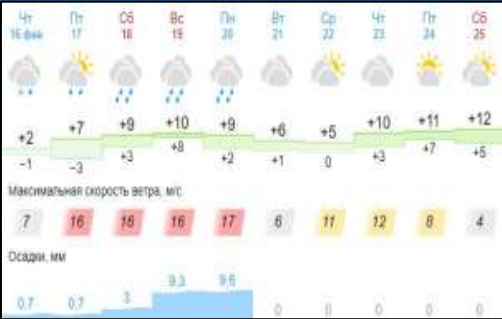 Чт Пт Сб Вс Пн Вт Ср Чт Пт Сб
16 фев 17 18 19 20 21 22 23 24 25
+2 +7 +9 +10 +9 +6 +5 +10 +11 +12
-1 -3 +3 +8 +2 +1 0 +3 +7 +5
Максимальная скорость ветра, м/с
7 16 16 16 17 6 11 12 8 4
Осадки, мм
0,7 0,7 3 9,3 9,6 0 0 0 0 0